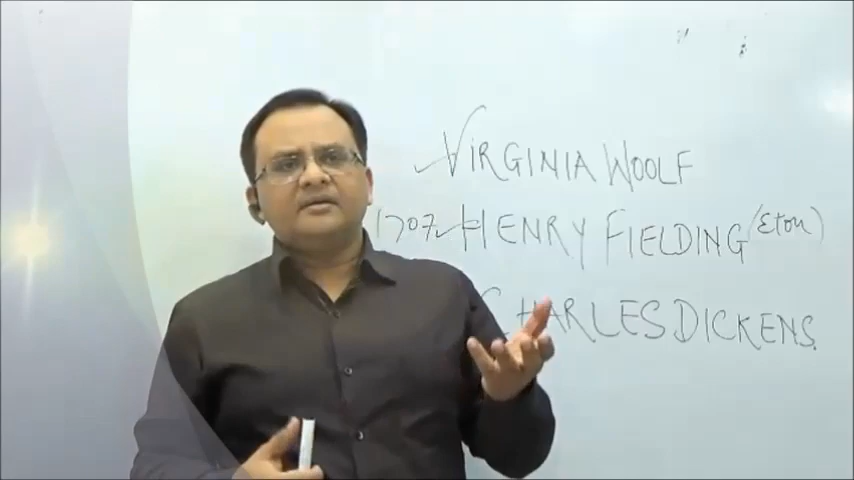 VIRGINIA WOOLF
1707 HENRY FIELDING (Eton)
CHARLES DICKENS.